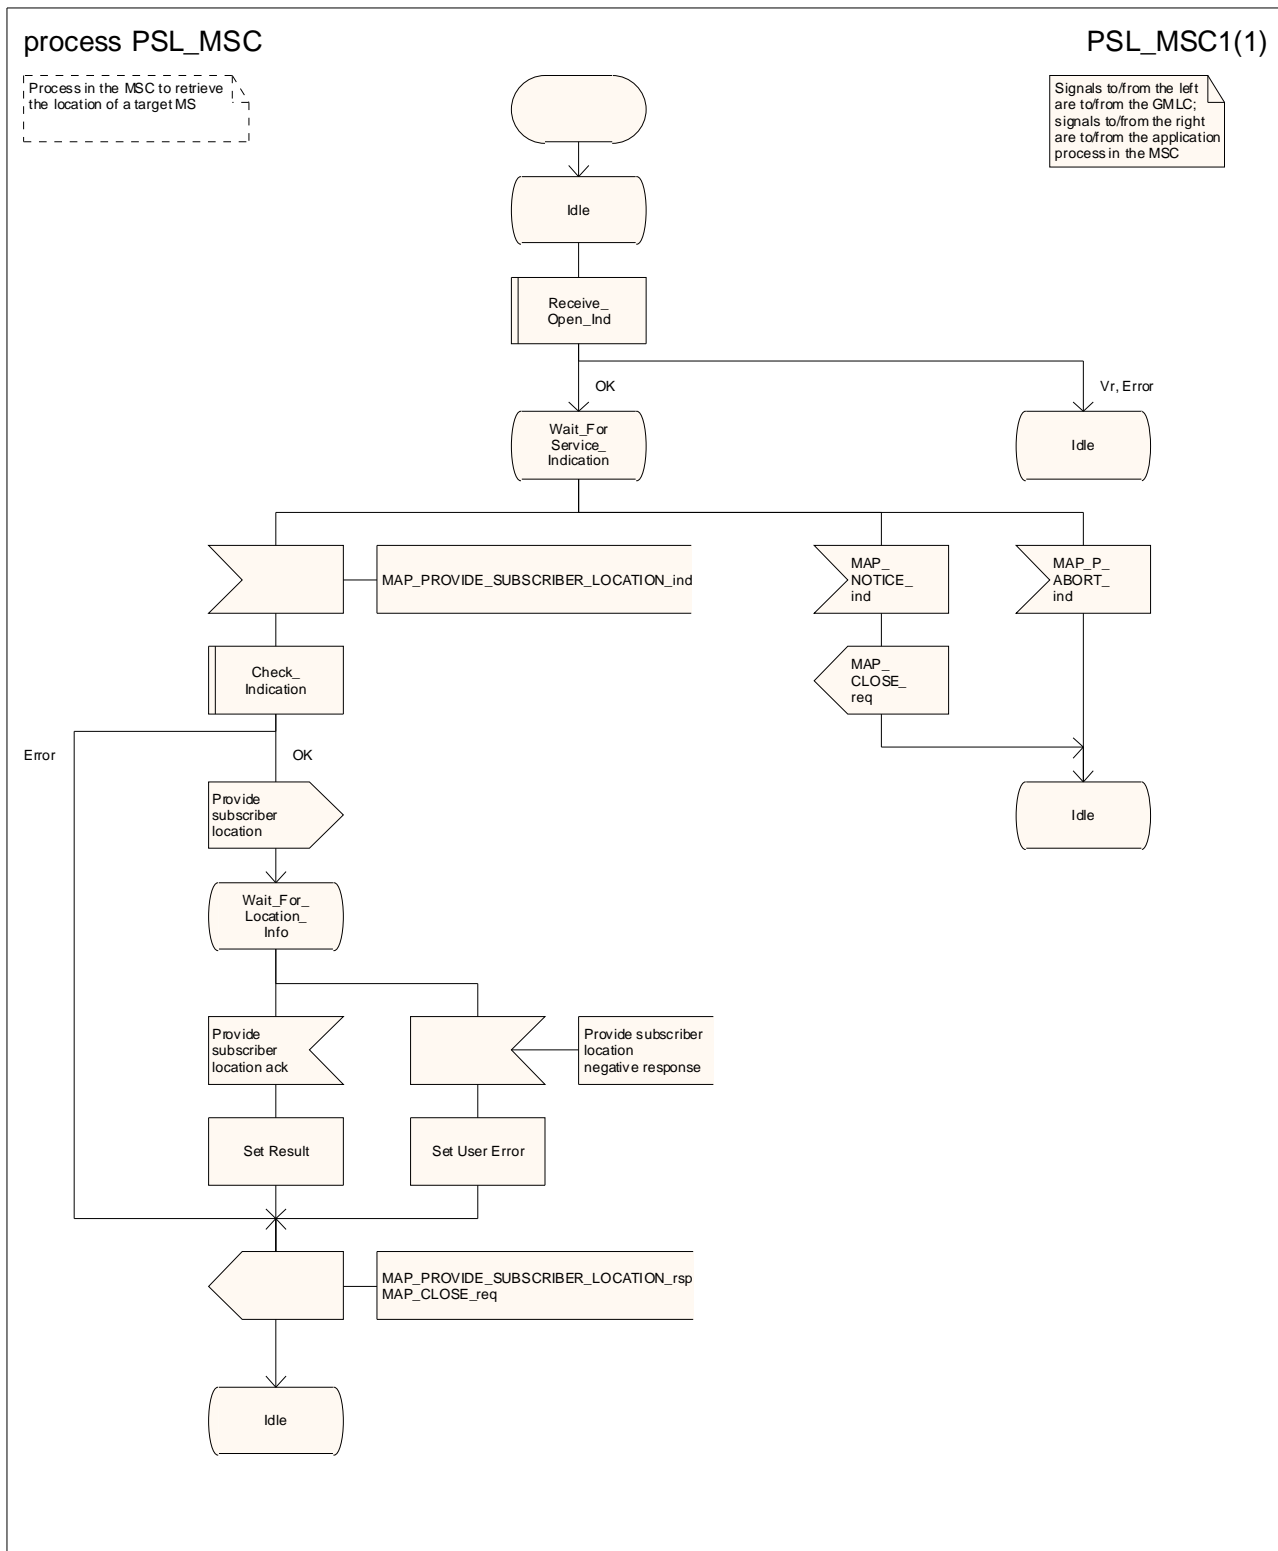 process PSL_MSC
PSL_MSC1(1)
Process in the MSC to retrieve
the location of a target MS
Signals to/from the left
are to/from the GMLC;
signals to/from the right
are to/from the application
process in the MSC
Idle
Receive_
Open_Ind
OK
Vr, Error
Wait_For
Service_
Indication
Idle
MAP_PROVIDE_SUBSCRIBER_LOCATION_ind
MAP_
NOTICE_
ind
MAP_P_
ABORT_
ind
Check_
Indication
MAP_
CLOSE_
req
Error
OK
Provide
subscriber
location
Idle
Wait_For_
Location_
Info
Provide
subscriber
location ack
Provide subscriber
location
negative response
Set Result
Set User Error
MAP_PROVIDE_SUBSCRIBER_LOCATION_rsp
MAP_CLOSE_req
Idle